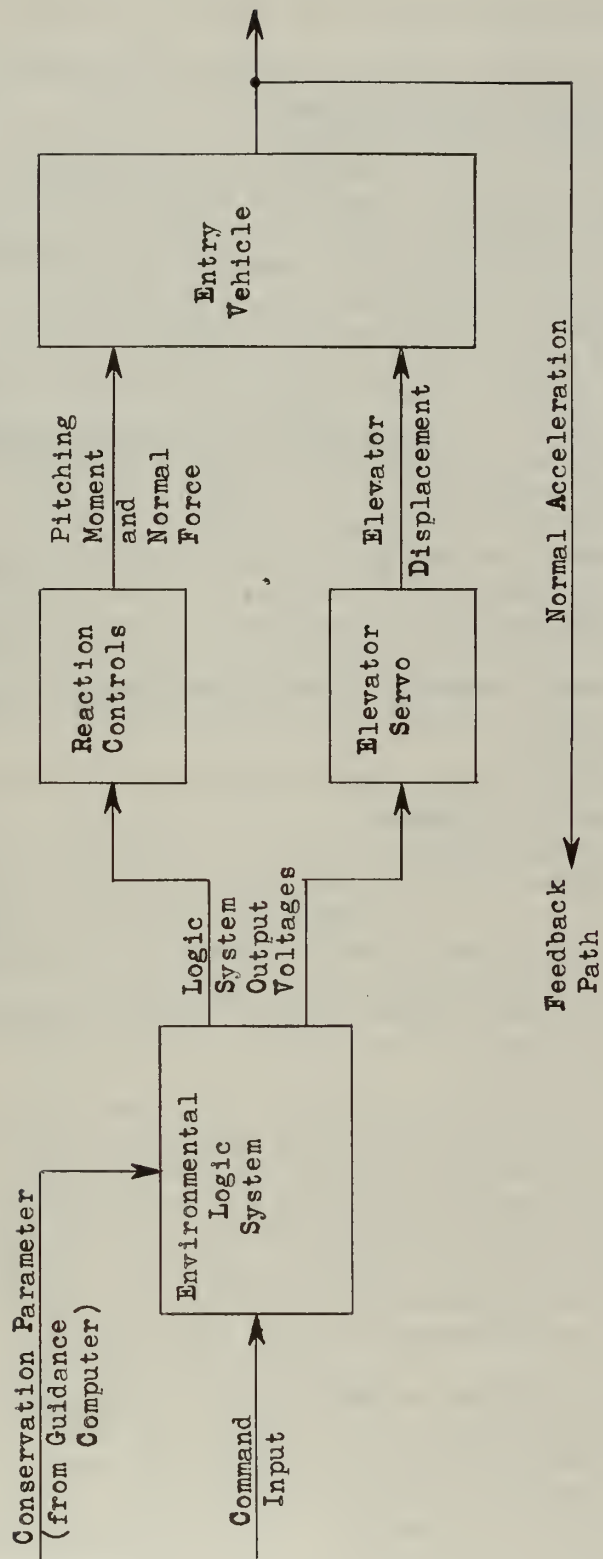 Conservation Parameter
(from Guidance
Computer)
Command
Input
Environmental
Logic
System
Logic
System
Output
Voltages
Reaction
Controls
Elevator
Servo
Pitching
Moment
and
Normal
Force
Elevator
Displacement
Entry
Vehicle
Normal Acceleration
Feedback
Path